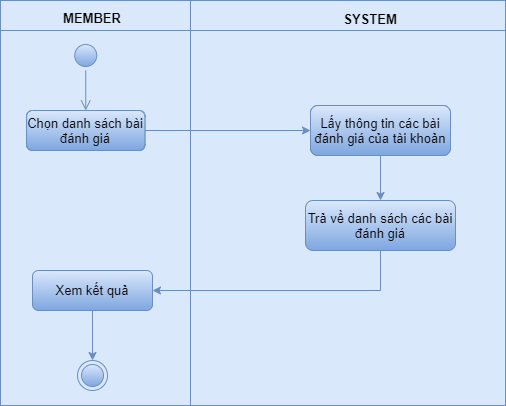 MEMBER
SYSTEM
Chọn danh sách bài
đánh giá
Lấy thông tin các bài
đánh giá của tài khoản
Trả về danh sách các bài
đánh giá
Xem kết quả